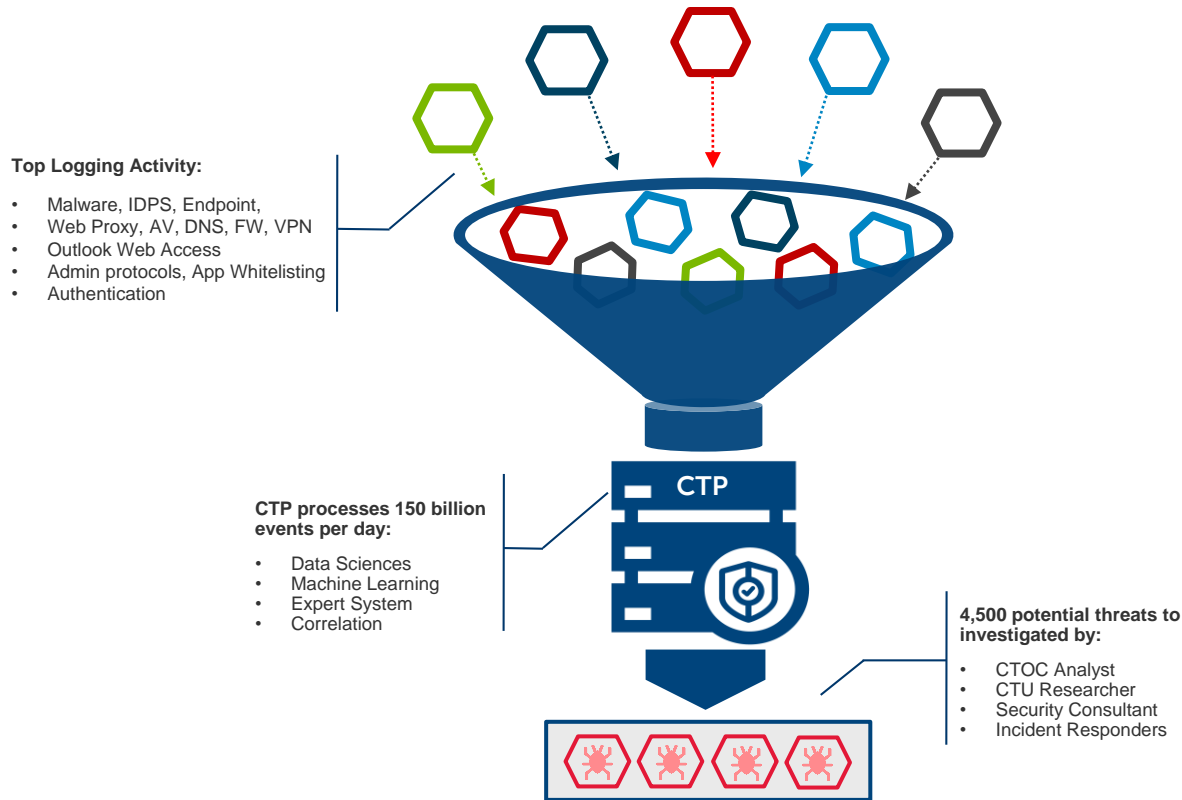 Top Logging Activity:
• Malware, IDPS, Endpoint,
• Web Proxy, AV, DNS, FW, VPN
• Outlook Web Access
• Admin protocols, App Whitelisting
• Authentication
CTP
CTP processes 150 billion
events per day:
• Data Sciences
• Machine Learning
• Expert System
• Correlation
4,500 potential threats to
investigated by:
• CTOC Analyst
• CTU Researcher
• Security Consultant
• Incident Responders